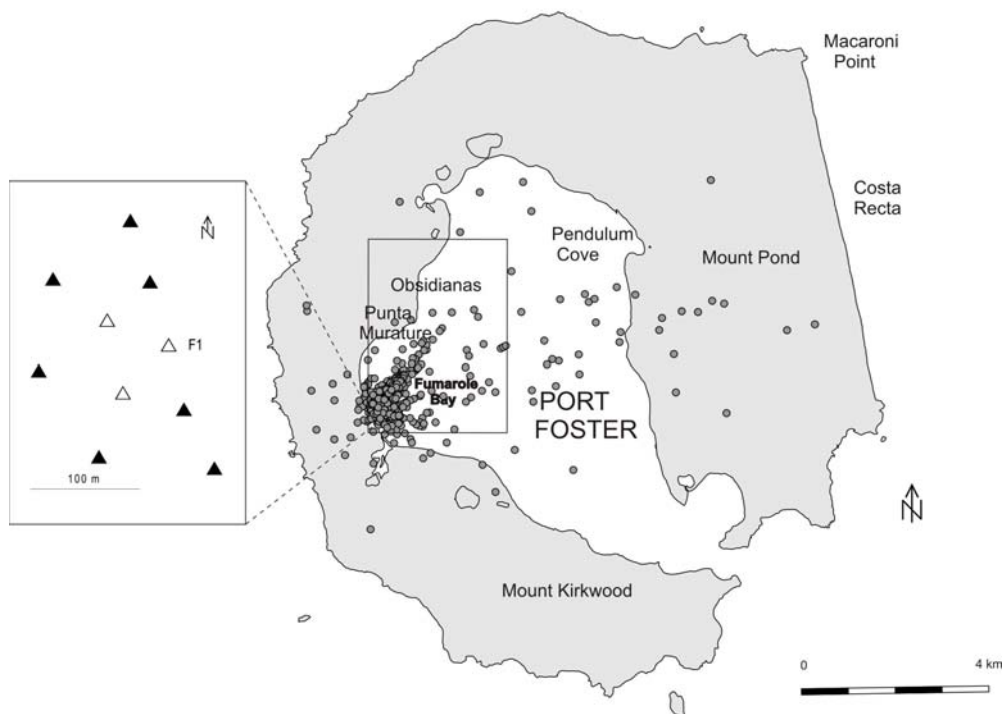 Macaroni
Point
Costa
Recta
Pendulum
Cove
Mount Pond
Obsidianas
Punta
Murature
Fumarole
Bay
PORT
FOSTER
N
F1
100 m
N
Mount Kirkwood
0 4 km